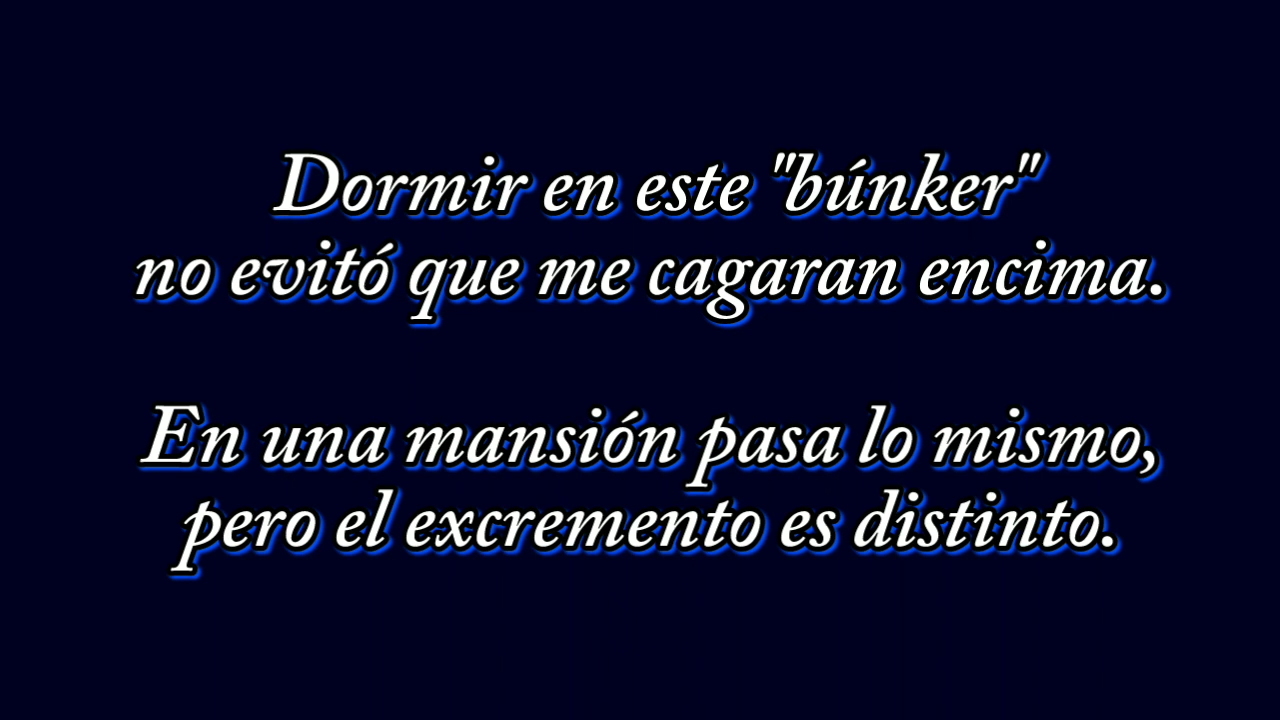 Dormir en este "búnker"
no evitó que me cagaran encima.
En una mansión pasa lo mismo,
pero el excremento es distinto.